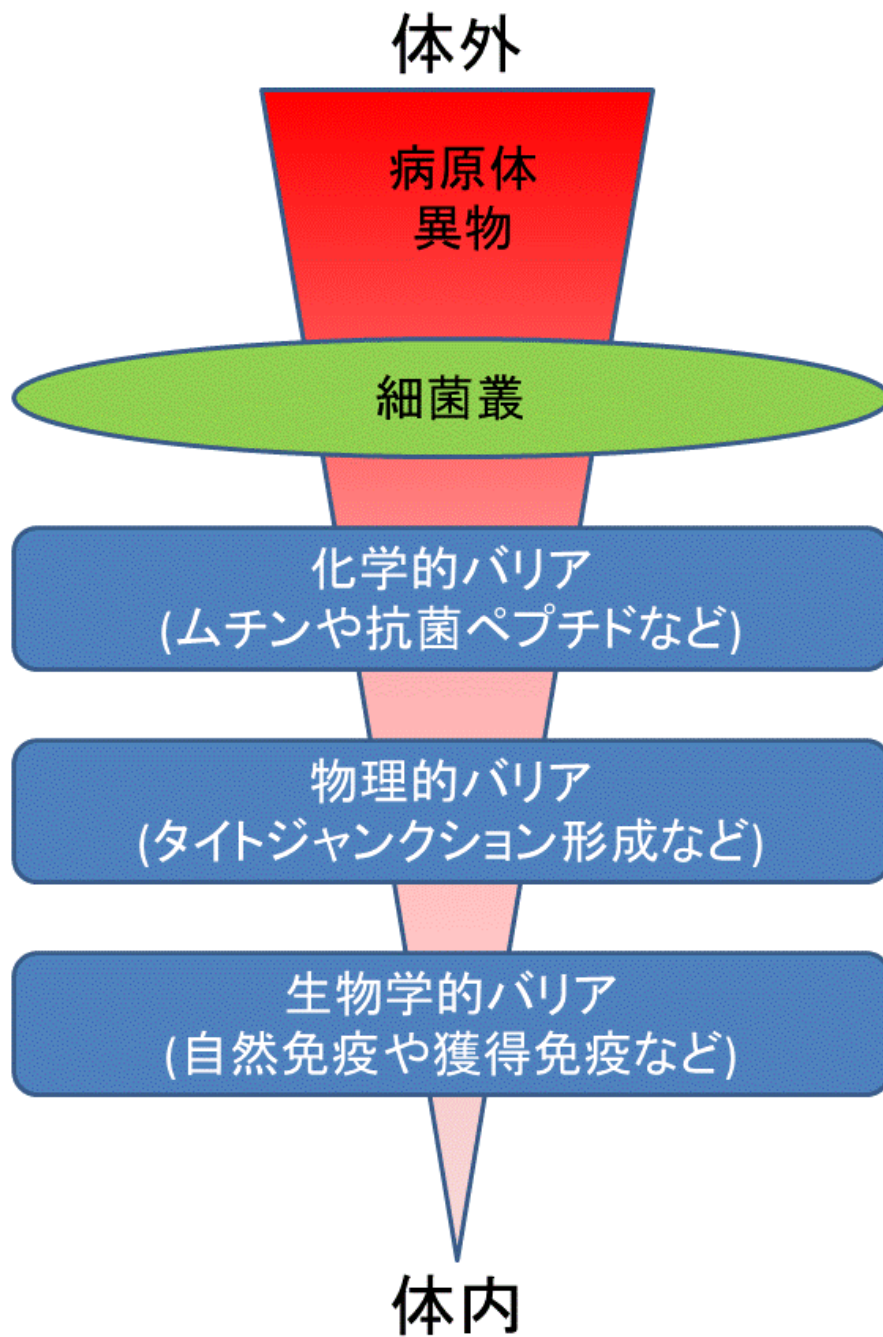 体外
病原体
異物
細菌叢
化学的バリア
(ムチンや抗菌ペプチドなど)
物理的バリア
(タイトジャンクション形成など)
生物学的バリア
(自然免疫や獲得免疫など)
体内